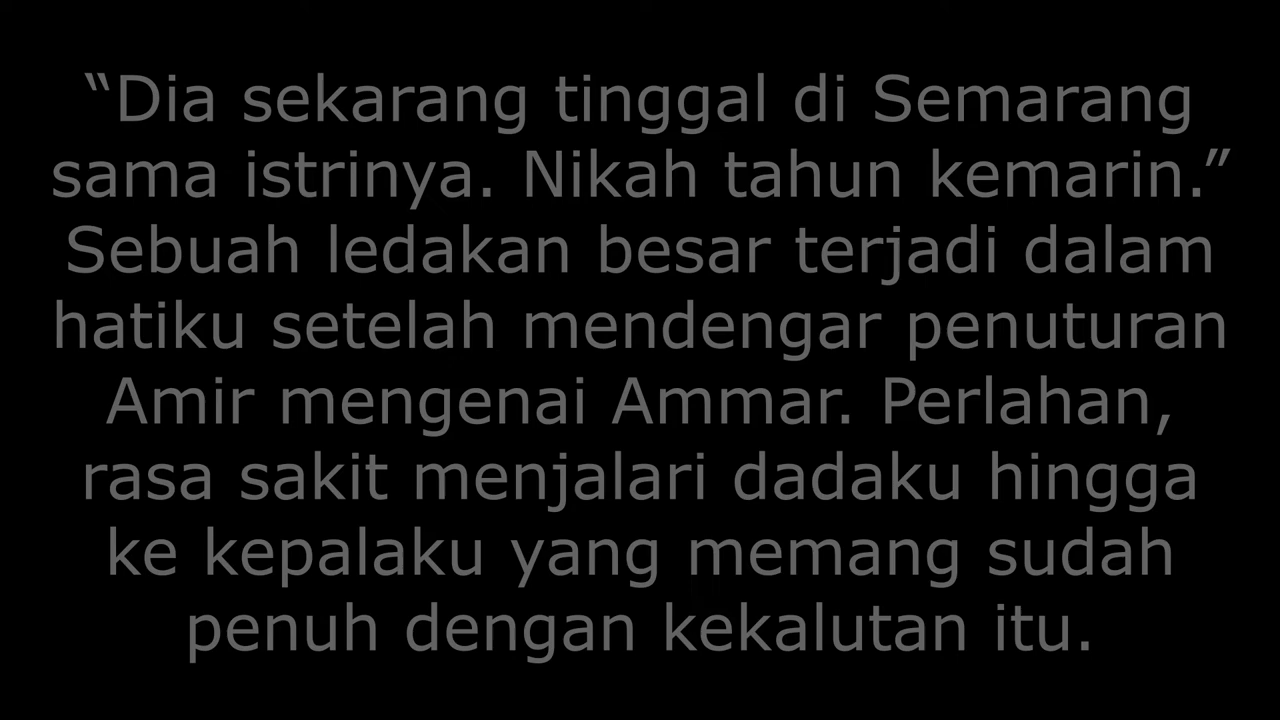 “Dia sekarang tinggal di Semarang
sama istrinya. Nikah tahun kemarin.”
Sebuah ledakan besar terjadi dalam
hatiku setelah mendengar penuturan
Amir mengenai Ammar. Perlahan,
rasa sakit menjalari dadaku hingga
ke kepalaku yang memang sudah
penuh dengan kekalutan itu.